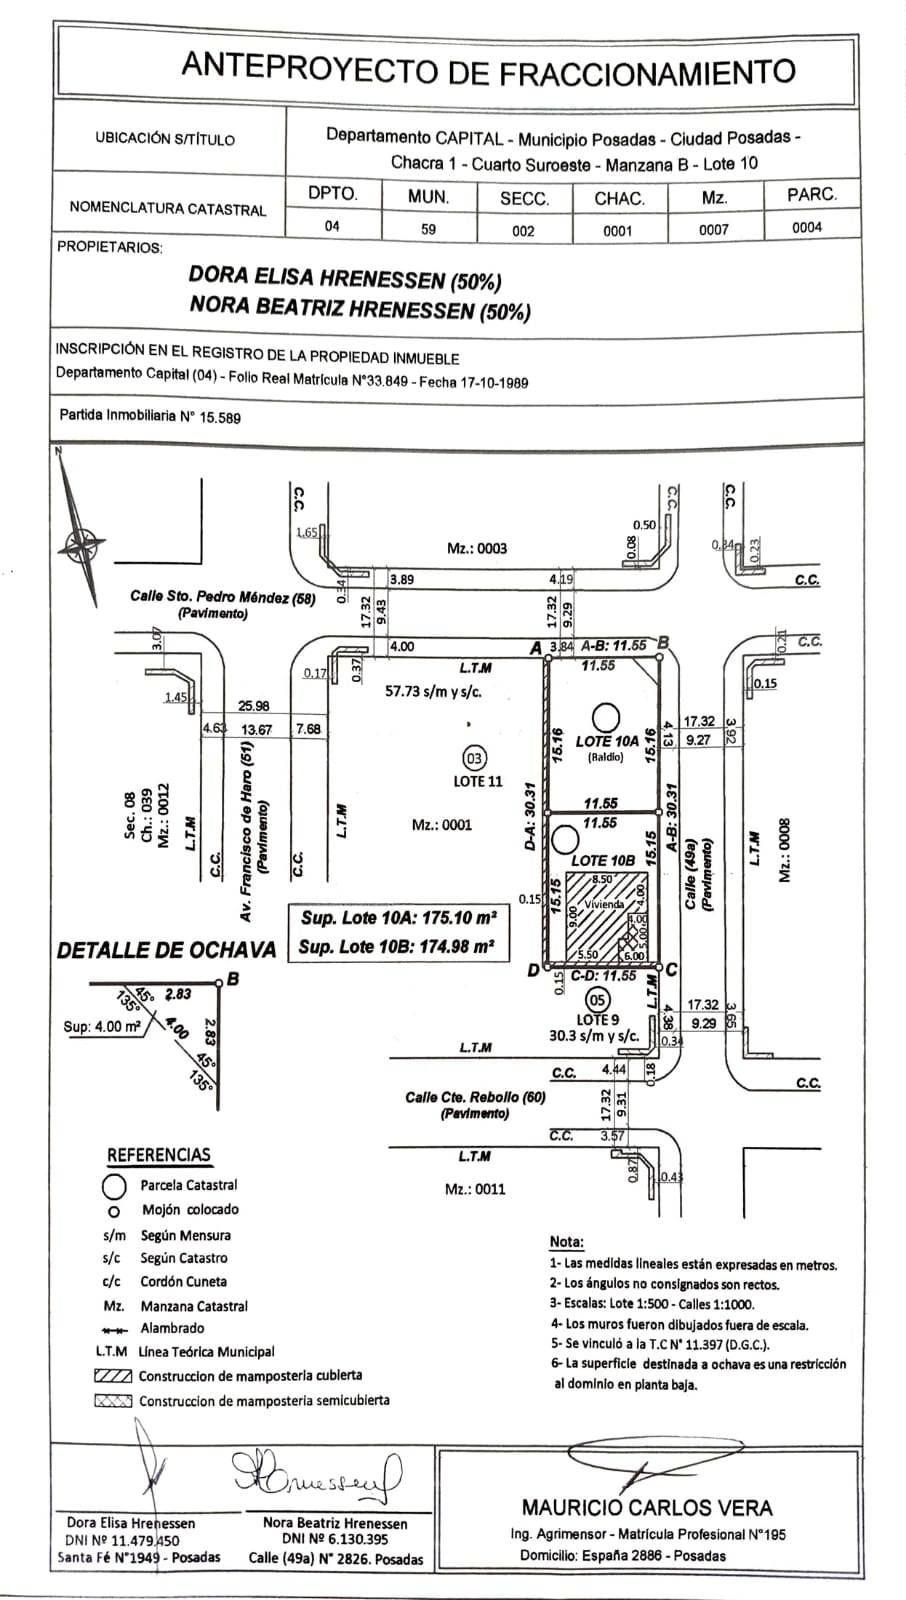 ANTEPROYECTO DE FRACCIONAMIENTO
UBICACIÓN S/TÍTULO
Departamento CAPITAL - Municipio Posadas - Ciudad Posadas -
Chacra 1 - Cuarto Suroeste - Manzana B - Lote 10
NOMENCLATURA CATASTRAL
DPTO. MUN. SECC. CHAC. Mz. PARC.
04 59 002 0001 0007 0004
PROPIETARIOS:
DORA ELISA HRENESSEN (50%)
NORA BEATRIZ HRENESSEN (50%)
INSCRIPCIÓN EN EL REGISTRO DE LA PROPIEDAD INMUEBLE
Departamento Capital (04) - Folio Real Matrícula N°33.849 - Fecha 17-10-1989
Partida Inmobiliaria N° 15.589
N
C.C.
C.C.
C.C.
1.65
Mz.: 0003
0.50
0.08
0.34
0.23
C.C.
0.34
3.89
4.19
Calle Sto. Pedro Méndez (58)
(Pavimento)
17.32
9.43
17.32
9.29
3.07
4.00
A
3.84
A-B: 11.55
B
0.21
C.C.
0.17
0.37
L.T.M
11.55
0.15
1.45
57.73 s/m y s/c.
25.98
4.63
13.67
7.68
15.16
LOTE 10A
(Baldío)
15.16
4.13
17.32
9.27
3.92
03
LOTE 11
Sec. 08
Ch.: 039
Mz.: 0012
L.T.M
C.C.
Av. Francisco de Haro (51)
(Pavimento)
C.C.
L.T.M
Mz.: 0001
D-A: 30.31
11.55
11.55
15.15
A-B: 30.31
Calle (49a)
(Pavimento)
L.T.M
Mz.: 0008
LOTE 10B
0.15
15.15
8.50
9.00
Vivienda
4.00
4.00
5.00
5.50
6.00
Sup. Lote 10A: 175.10 m²
Sup. Lote 10B: 174.98 m²
D
0.15
C-D: 11.55
C
05
LOTE 9
30.3 s/m y s/c.
L.T.M
4.38
17.32
9.29
3.65
0.34
DETALLE DE OCHAVA
B
45°
2.83
135°
Sup: 4.00 m²
4.00
2.83
45°
135°
L.T.M
C.C.
4.44
0.18
C.C.
Calle Cte. Rebollo (60)
(Pavimento)
17.32
9.31
C.C.
3.57
L.T.M
0.87
0.43
Mz.: 0011
REFERENCIAS
Parcela Catastral
Mojón colocado
s/m Según Mensura
s/c Según Catastro
c/c Cordón Cuneta
Mz. Manzana Catastral
Alambrado
L.T.M Línea Teórica Municipal
Construccion de mampostería cubierta
Construccion de mampostería semicubierta
Nota:
1- Las medidas lineales están expresadas en metros.
2- Los ángulos no consignados son rectos.
3- Escalas: Lote 1:500 - Calles 1:1000.
4- Los muros fueron dibujados fuera de escala.
5- Se vinculó a la T.C N° 11.397 (D.G.C.).
6- La superficie destinada a ochava es una restricción
al dominio en planta baja.
Dora Elisa Hrenessen
DNI Nº 11.479.450
Santa Fé N°1949 - Posadas
Nora Beatriz Hrenessen
DNI Nº 6.130.395
Calle (49a) N° 2826. Posadas
MAURICIO CARLOS VERA
Ing. Agrimensor - Matrícula Profesional N°195
Domicilio: España 2886 - Posadas